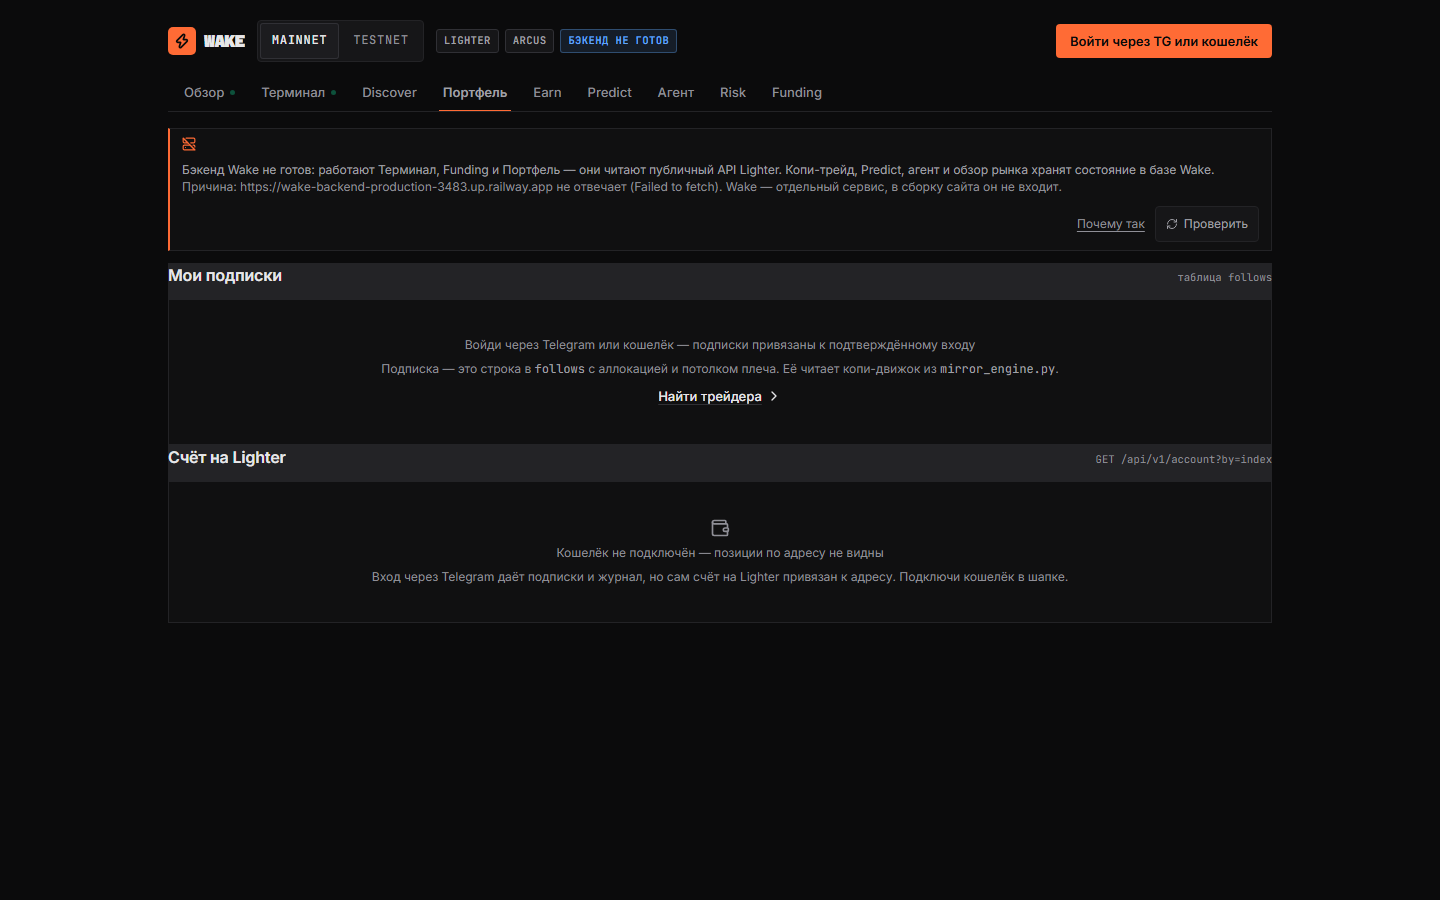 WAKE MAINNET TESTNET LIGHTER ARCUS БЭКЕНД НЕ ГОТОВ Войти через TG или кошелёк
Обзор Терминал Discover Портфель Earn Predict Агент Risk Funding
Бэкенд Wake не готов: работают Терминал, Funding и Портфель — они читают публичный API Lighter. Копи-трейд, Predict, агент и обзор рынка хранят состояние в базе Wake.
Причина: https://wake-backend-production-3483.up.railway.app не отвечает (Failed to fetch). Wake — отдельный сервис, в сборку сайта он не входит.
Почему так Проверить
Мои подписки таблица follows
Войди через Telegram или кошелёк — подписки привязаны к подтверждённому входу
Подписка — это строка в follows с аллокацией и потолком плеча. Её читает копи-движок из mirror_engine.py.
Найти трейдера
Счёт на Lighter GET /api/v1/account?by=index
Кошелёк не подключён — позиции по адресу не видны
Вход через Telegram даёт подписки и журнал, но сам счёт на Lighter привязан к адресу. Подключи кошелёк в шапке.